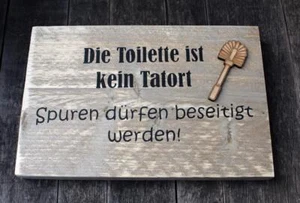 Die Toilette ist
kein Tatort
Spuren dürfen beseitigt
werden!